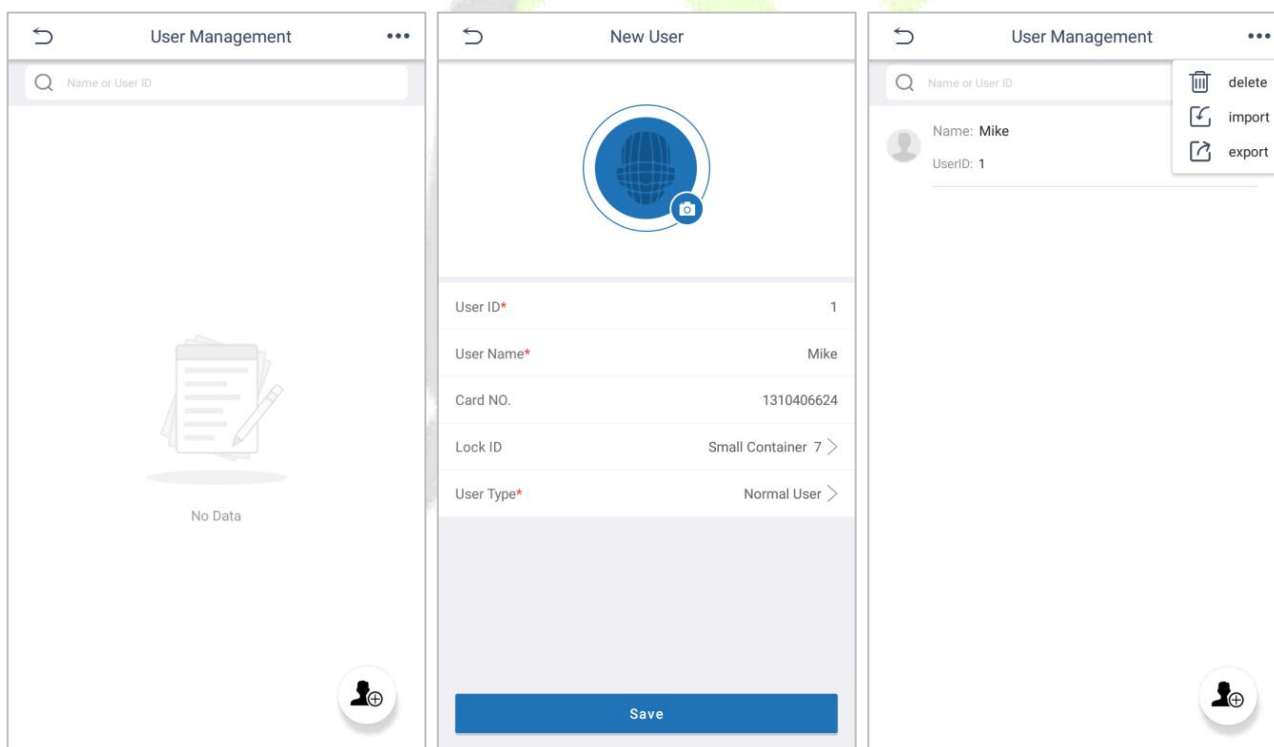 User Management
Name or User ID
No Data
New User
User ID* 1
User Name* Mike
Card NO. 1310406624
Lock ID Small Container 7
User Type* Normal User
Save
User Management
Name or User ID
delete
import
export
Name: Mike
UserID: 1